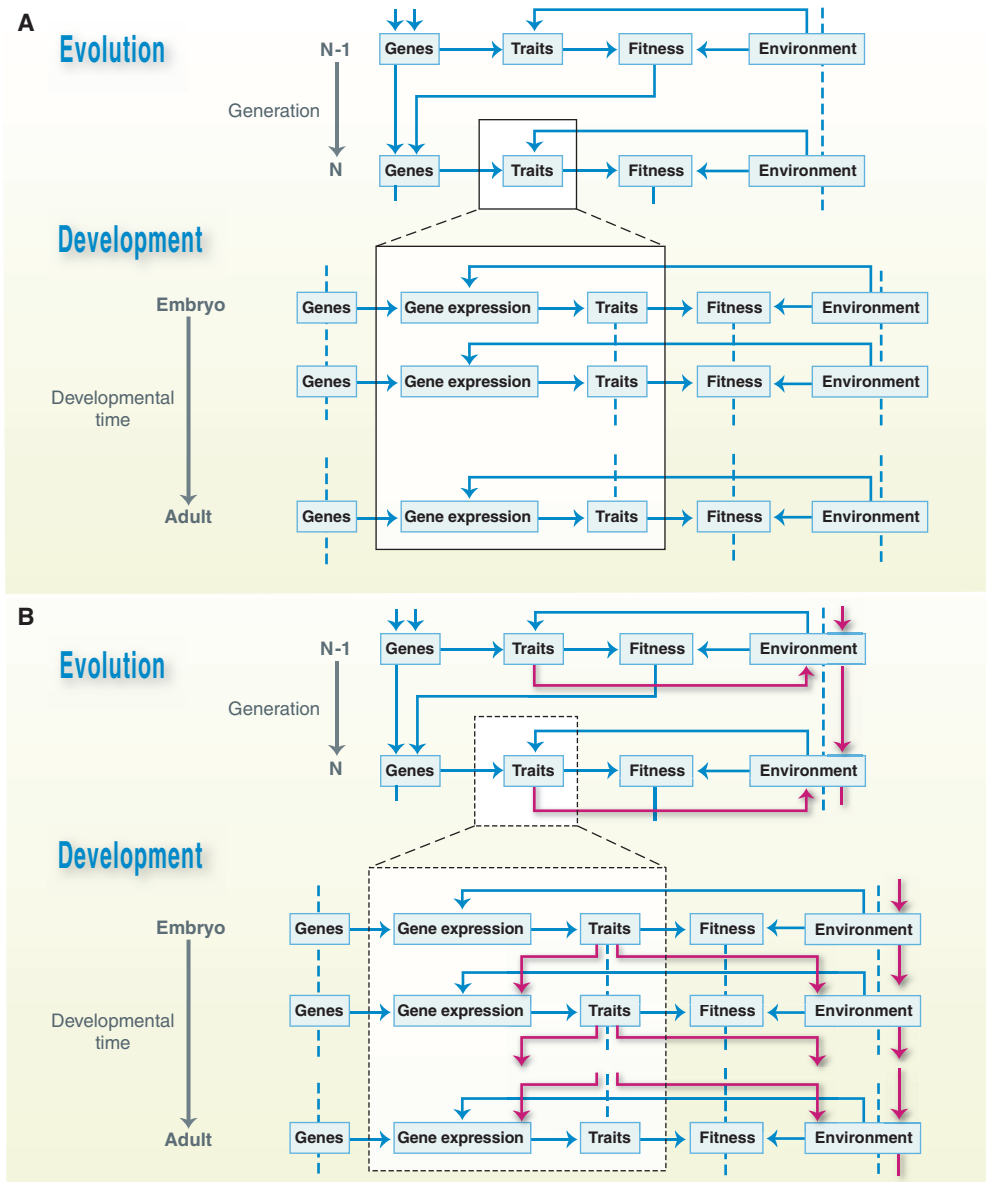 A
Evolution
N-1
Genes
Traits
Fitness
Environment
Generation
N
Genes
Traits
Fitness
Environment
Development
Embryo
Genes
Gene expression
Traits
Fitness
Environment
Genes
Gene expression
Traits
Fitness
Environment
Developmental
time
Adult
Genes
Gene expression
Traits
Fitness
Environment
B
Evolution
N-1
Genes
Traits
Fitness
Environment
Generation
N
Genes
Traits
Fitness
Environment
Development
Embryo
Genes
Gene expression
Traits
Fitness
Environment
Genes
Gene expression
Traits
Fitness
Environment
Developmental
time
Adult
Genes
Gene expression
Traits
Fitness
Environment